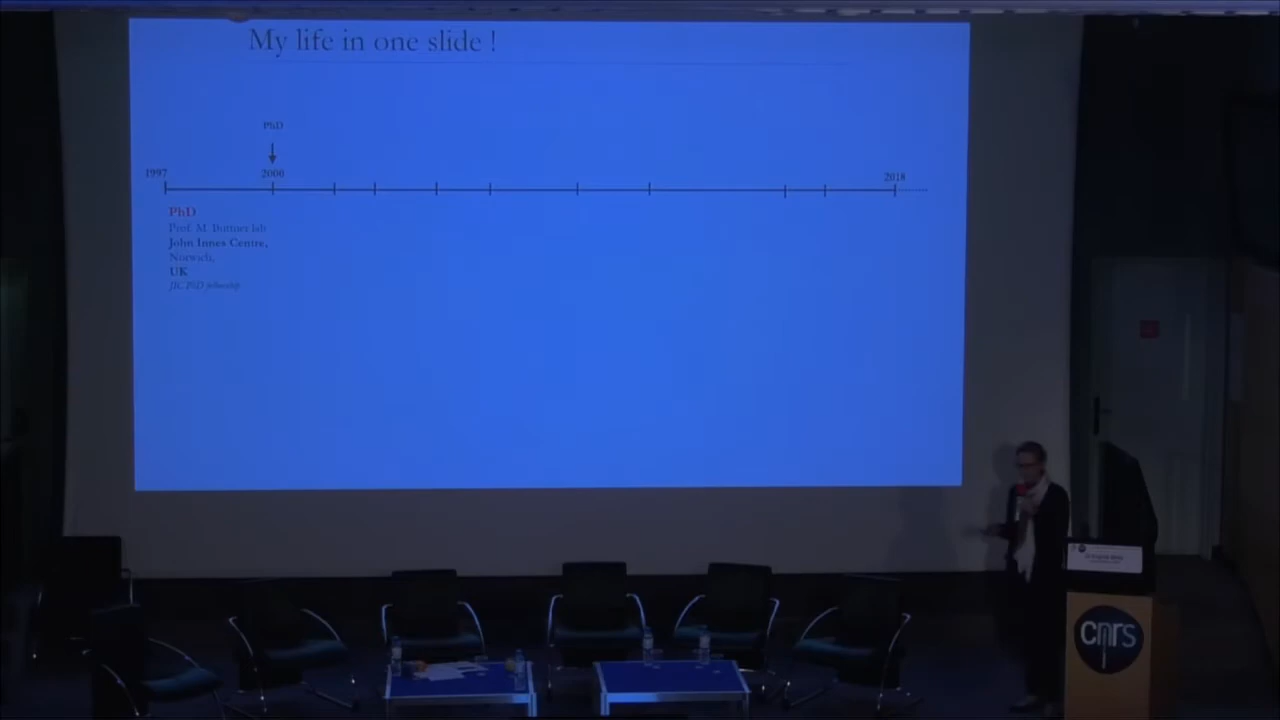 My life in one slide !
PhD
1997
2000
2018
PhD
Prof. M. Buttner lab
John Innes Centre,
Norwich,
UK
JIC PhD fellowship
cnrs